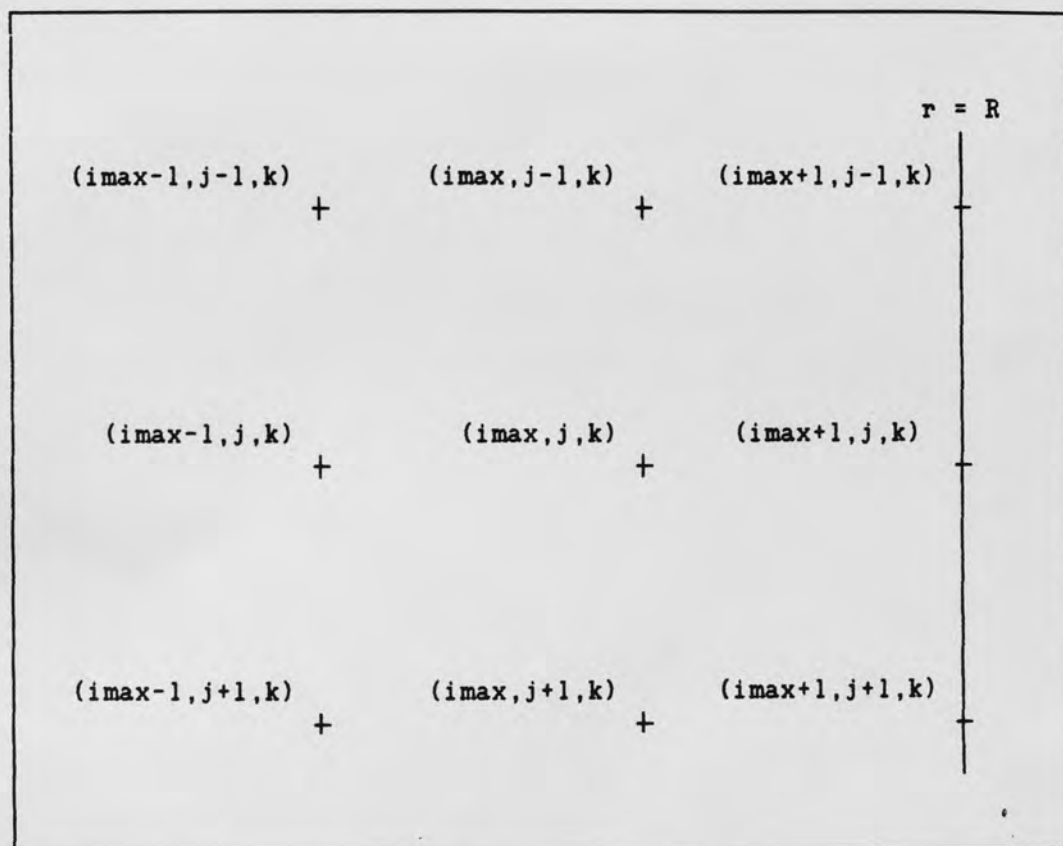 r = R
(imax-1,j-1,k) (imax,j-1,k) (imax+1,j-1,k)
(imax-1,j,k) (imax,j,k) (imax+1,j,k)
(imax-1,j+1,k) (imax,j+1,k) (imax+1,j+1,k)